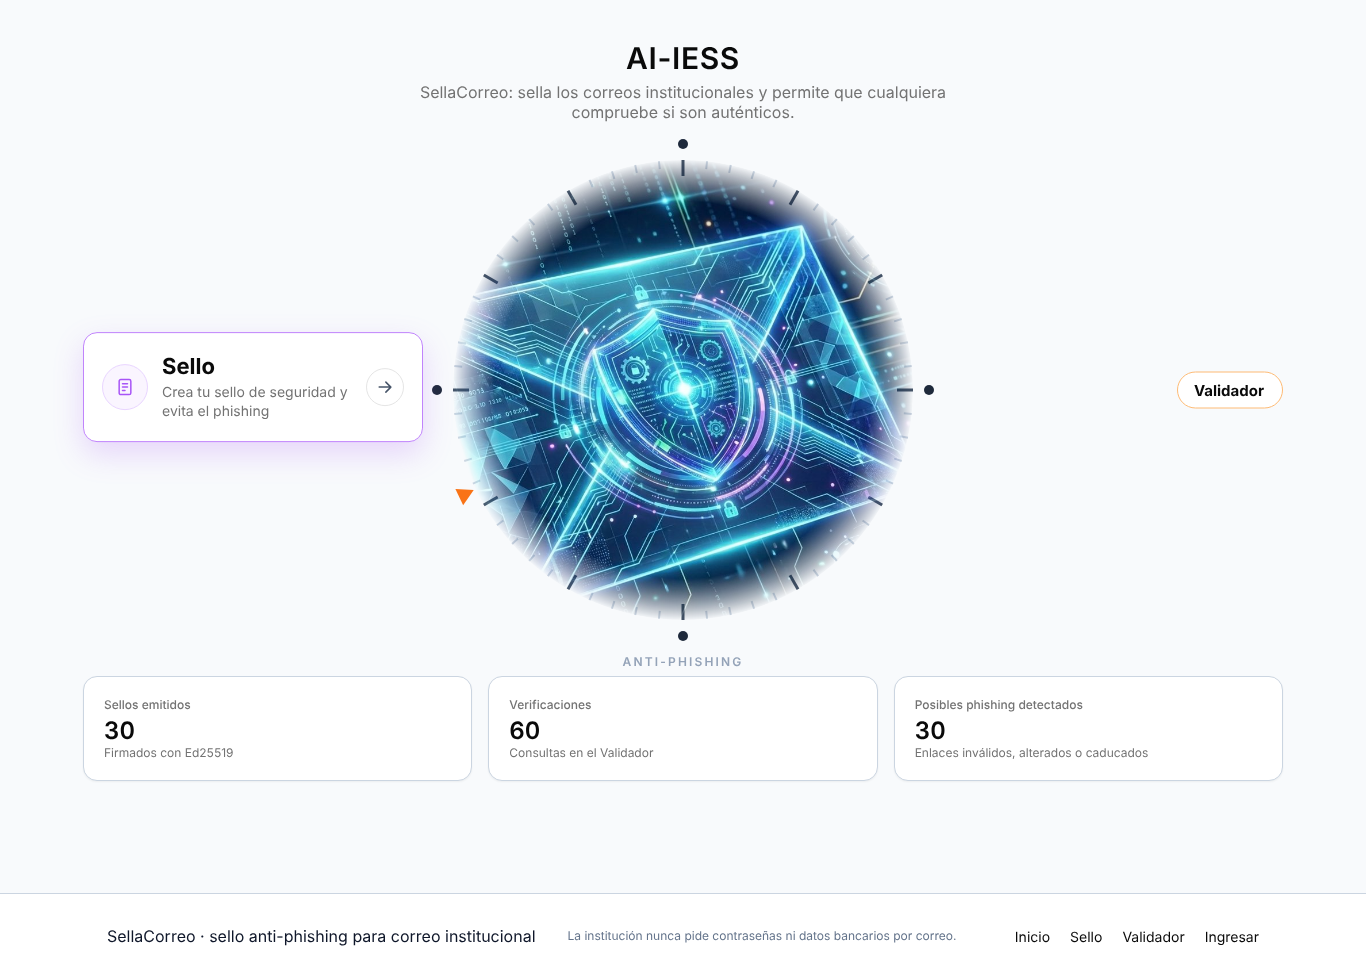 AI-IESS
SellaCorreo: sella los correos institucionales y permite que cualquiera
compruebe si son auténticos.
Sello
Crea tu sello de seguridad y
evita el phishing
Validador
ANTI-PHISHING
Sellos emitidos
30
Firmados con Ed25519
Verificaciones
60
Consultas en el Validador
Posibles phishing detectados
30
Enlaces inválidos, alterados o caducados
SellaCorreo · sello anti-phishing para correo institucional
La institución nunca pide contraseñas ni datos bancarios por correo.
Inicio Sello Validador Ingresar